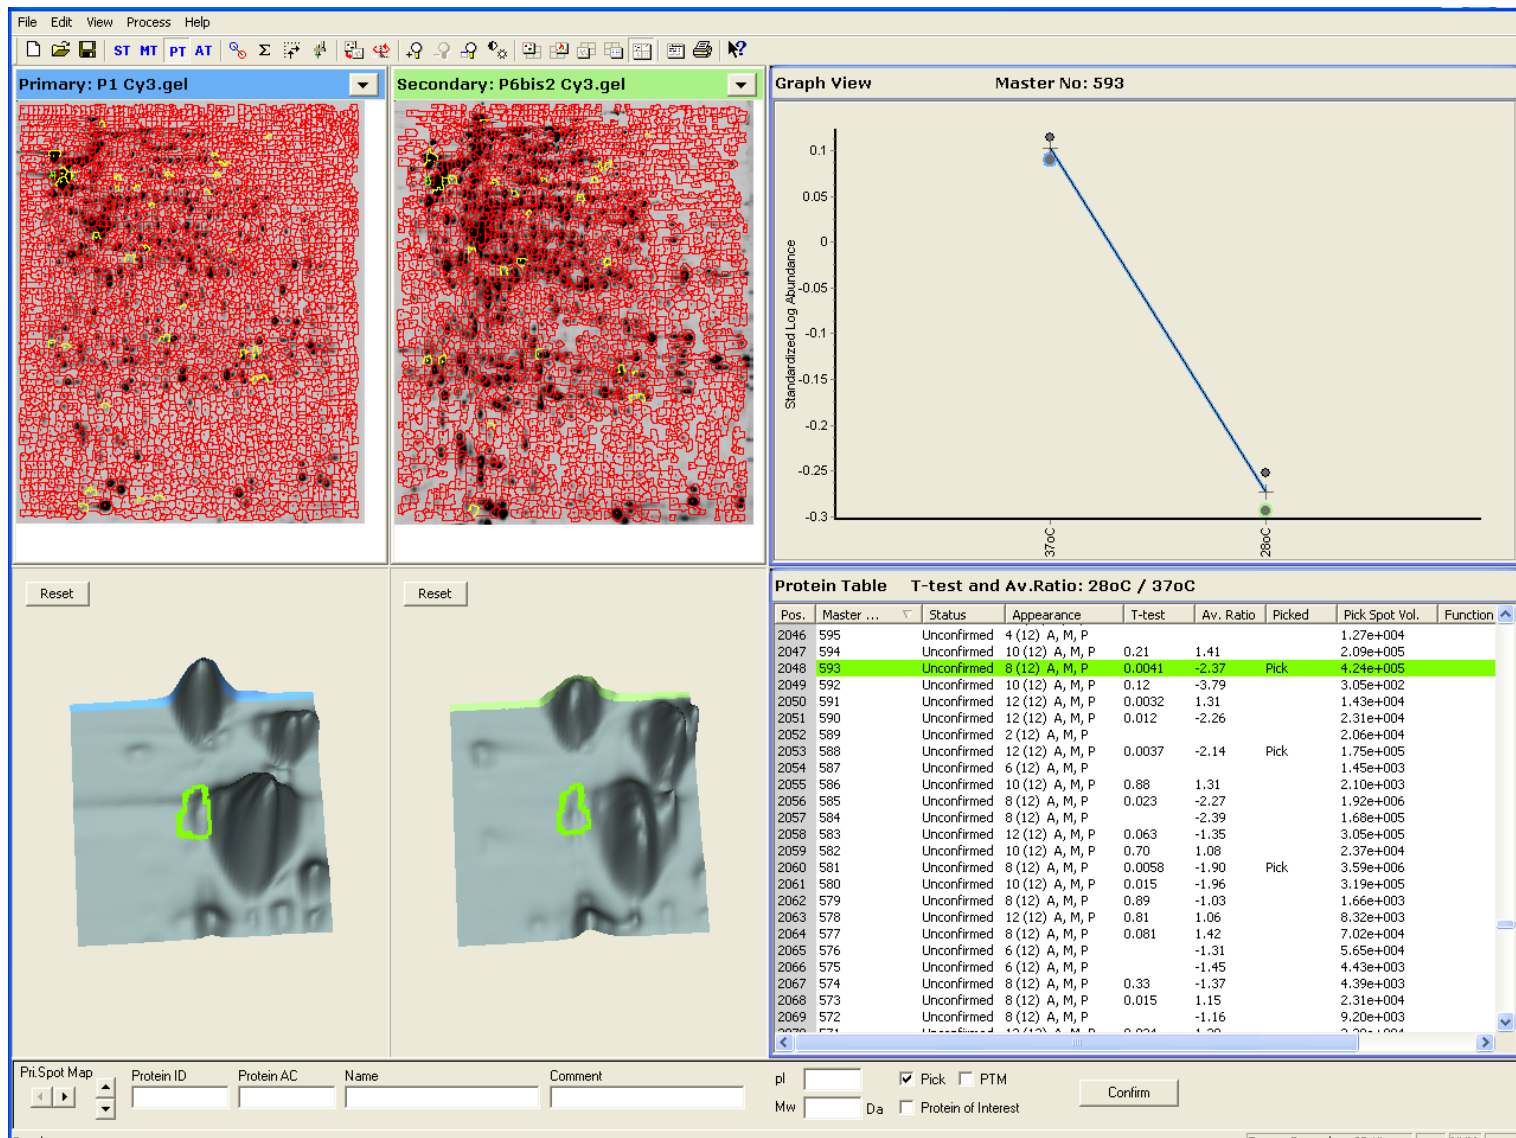 File Edit View Process Help
ST MT PT AT Σ
Primary: P1 Cy3.gel
Secondary: P6bis2 Cy3.gel
Graph View Master No: 593
0.1
0.05
0
-0.05
-0.1
-0.15
-0.2
-0.25
-0.3
Standardized Log Abundance
37oC
28oC
Reset
Reset
Protein Table T-test and Av.Ratio: 28oC / 37oC
Pos. Master ... Status Appearance T-test Av. Ratio Picked Pick Spot Vol. Function
2046 595 Unconfirmed 4 (12) A, M, P 1.27e+004
2047 594 Unconfirmed 10 (12) A, M, P 0.21 1.41 2.09e+005
2048 593 Unconfirmed 8 (12) A, M, P 0.0041 -2.37 Pick 4.24e+005
2049 592 Unconfirmed 10 (12) A, M, P 0.12 -3.79 3.05e+002
2050 591 Unconfirmed 12 (12) A, M, P 0.0032 1.31 1.43e+004
2051 590 Unconfirmed 12 (12) A, M, P 0.012 -2.26 2.31e+004
2052 589 Unconfirmed 2 (12) A, M, P 2.06e+004
2053 588 Unconfirmed 12 (12) A, M, P 0.0037 -2.14 Pick 1.75e+005
2054 587 Unconfirmed 6 (12) A, M, P 1.45e+003
2055 586 Unconfirmed 10 (12) A, M, P 0.88 1.31 2.10e+003
2056 585 Unconfirmed 8 (12) A, M, P 0.023 -2.27 1.92e+006
2057 584 Unconfirmed 8 (12) A, M, P -2.39 1.68e+005
2058 583 Unconfirmed 12 (12) A, M, P 0.063 -1.35 3.05e+005
2059 582 Unconfirmed 10 (12) A, M, P 0.70 1.08 2.37e+004
2060 581 Unconfirmed 8 (12) A, M, P 0.0058 -1.90 Pick 3.59e+006
2061 580 Unconfirmed 10 (12) A, M, P 0.015 -1.96 3.19e+005
2062 579 Unconfirmed 8 (12) A, M, P 0.89 -1.03 1.66e+003
2063 578 Unconfirmed 12 (12) A, M, P 0.81 1.06 8.32e+003
2064 577 Unconfirmed 8 (12) A, M, P 0.081 1.42 7.02e+004
2065 576 Unconfirmed 6 (12) A, M, P -1.31 5.65e+004
2066 575 Unconfirmed 6 (12) A, M, P -1.45 4.43e+003
2067 574 Unconfirmed 8 (12) A, M, P 0.33 -1.37 4.39e+003
2068 573 Unconfirmed 8 (12) A, M, P 0.015 1.15 2.31e+004
2069 572 Unconfirmed 8 (12) A, M, P -1.16 9.20e+003
Pri.Spot Map Protein ID Protein AC Name Comment
pI Pick PTM
Confirm
Mw Da Protein of Interest